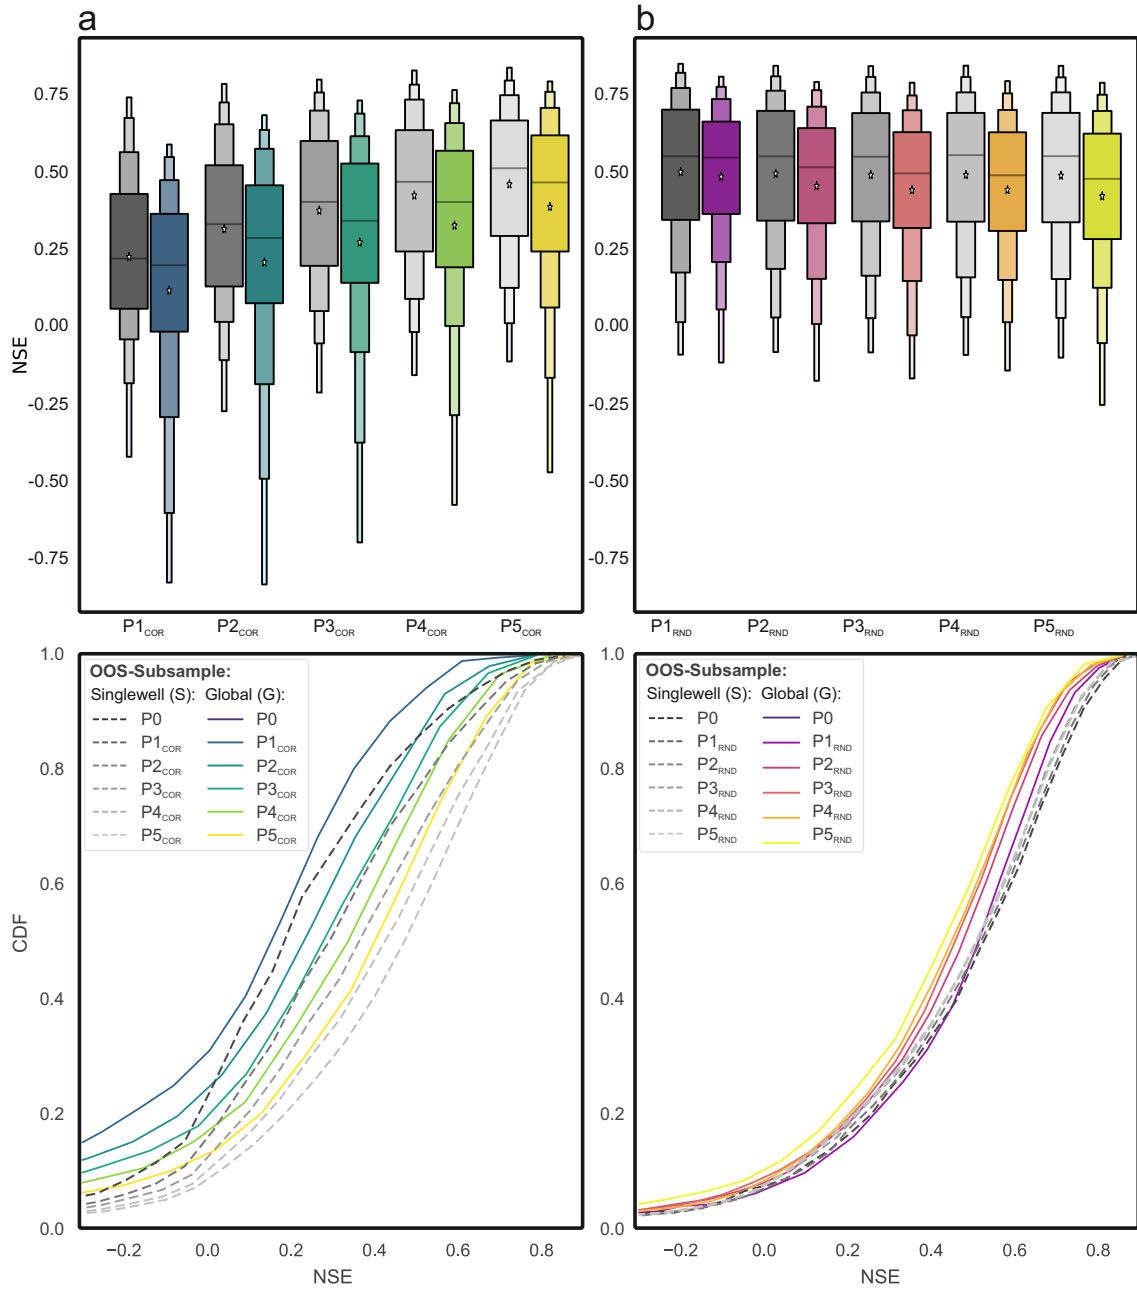 a
b
0.75
0.50
0.25
0.00
-0.25
-0.50
-0.75
NSE
0.75
0.50
0.25
0.00
-0.25
-0.50
-0.75
P1COR
P2COR
P3COR
P4COR
P5COR
P1RND
P2RND
P3RND
P4RND
P5RND
OOS-Subsample:
Singlewell (S): Global (G):
P0 P0
P1COR P1COR
P2COR P2COR
P3COR P3COR
P4COR P4COR
P5COR P5COR
1.0
0.8
0.6
0.4
0.2
0.0
CDF
−0.2 0.0 0.2 0.4 0.6 0.8
NSE
OOS-Subsample:
Singlewell (S): Global (G):
P0 P0
P1RND P1RND
P2RND P2RND
P3RND P3RND
P4RND P4RND
P5RND P5RND
1.0
0.8
0.6
0.4
0.2
0.0
−0.2 0.0 0.2 0.4 0.6 0.8
NSE